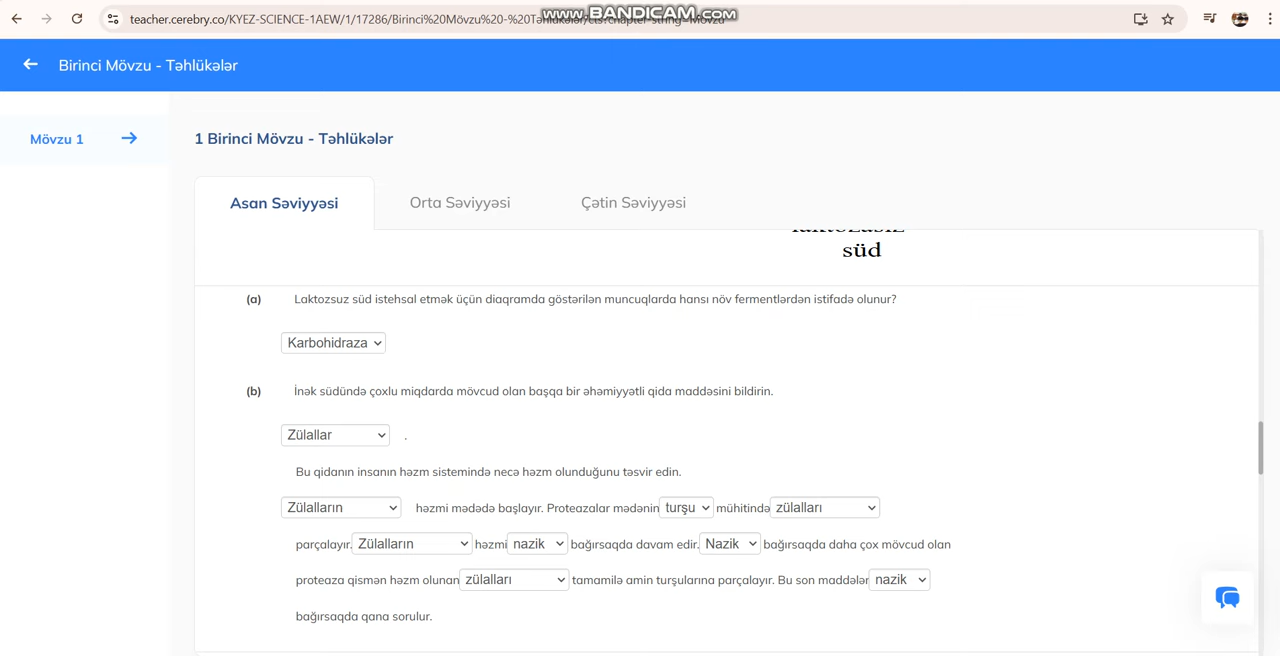 teacher.cerebry.co/KYEZ-SCIENCE-1AEW/1/17286/Birinci%20Mövzu%20-%20Təhlükələr/cts?chapter-string=Mövzu
www.BANDICAM.com
Birinci Mövzu - Təhlükələr
Mövzu 1
1 Birinci Mövzu - Təhlükələr
Asan Səviyyəsi Orta Səviyyəsi Çətin Səviyyəsi
süd
(a) Laktozsuz süd istehsal etmək üçün diaqramda göstərilən muncuqlarda hansı növ fermentlərdən istifadə olunur?
Karbohidraza
(b) İnək südündə çoxlu miqdarda mövcud olan başqa bir əhəmiyyətli qida maddəsini bildirin.
Zülallar .
Bu qidanın insanın həzm sistemində necə həzm olunduğunu təsvir edin.
Zülalların həzmi mədədə başlayır. Proteazalar mədənin turşu mühitində zülalları
parçalayır. Zülalların həzmi nazik bağırsaqda davam edir. Nazik bağırsaqda daha çox mövcud olan
proteaza qismən həzm olunan zülalları tamamilə amin turşularına parçalayır. Bu son maddələr nazik
bağırsaqda qana sorulur.